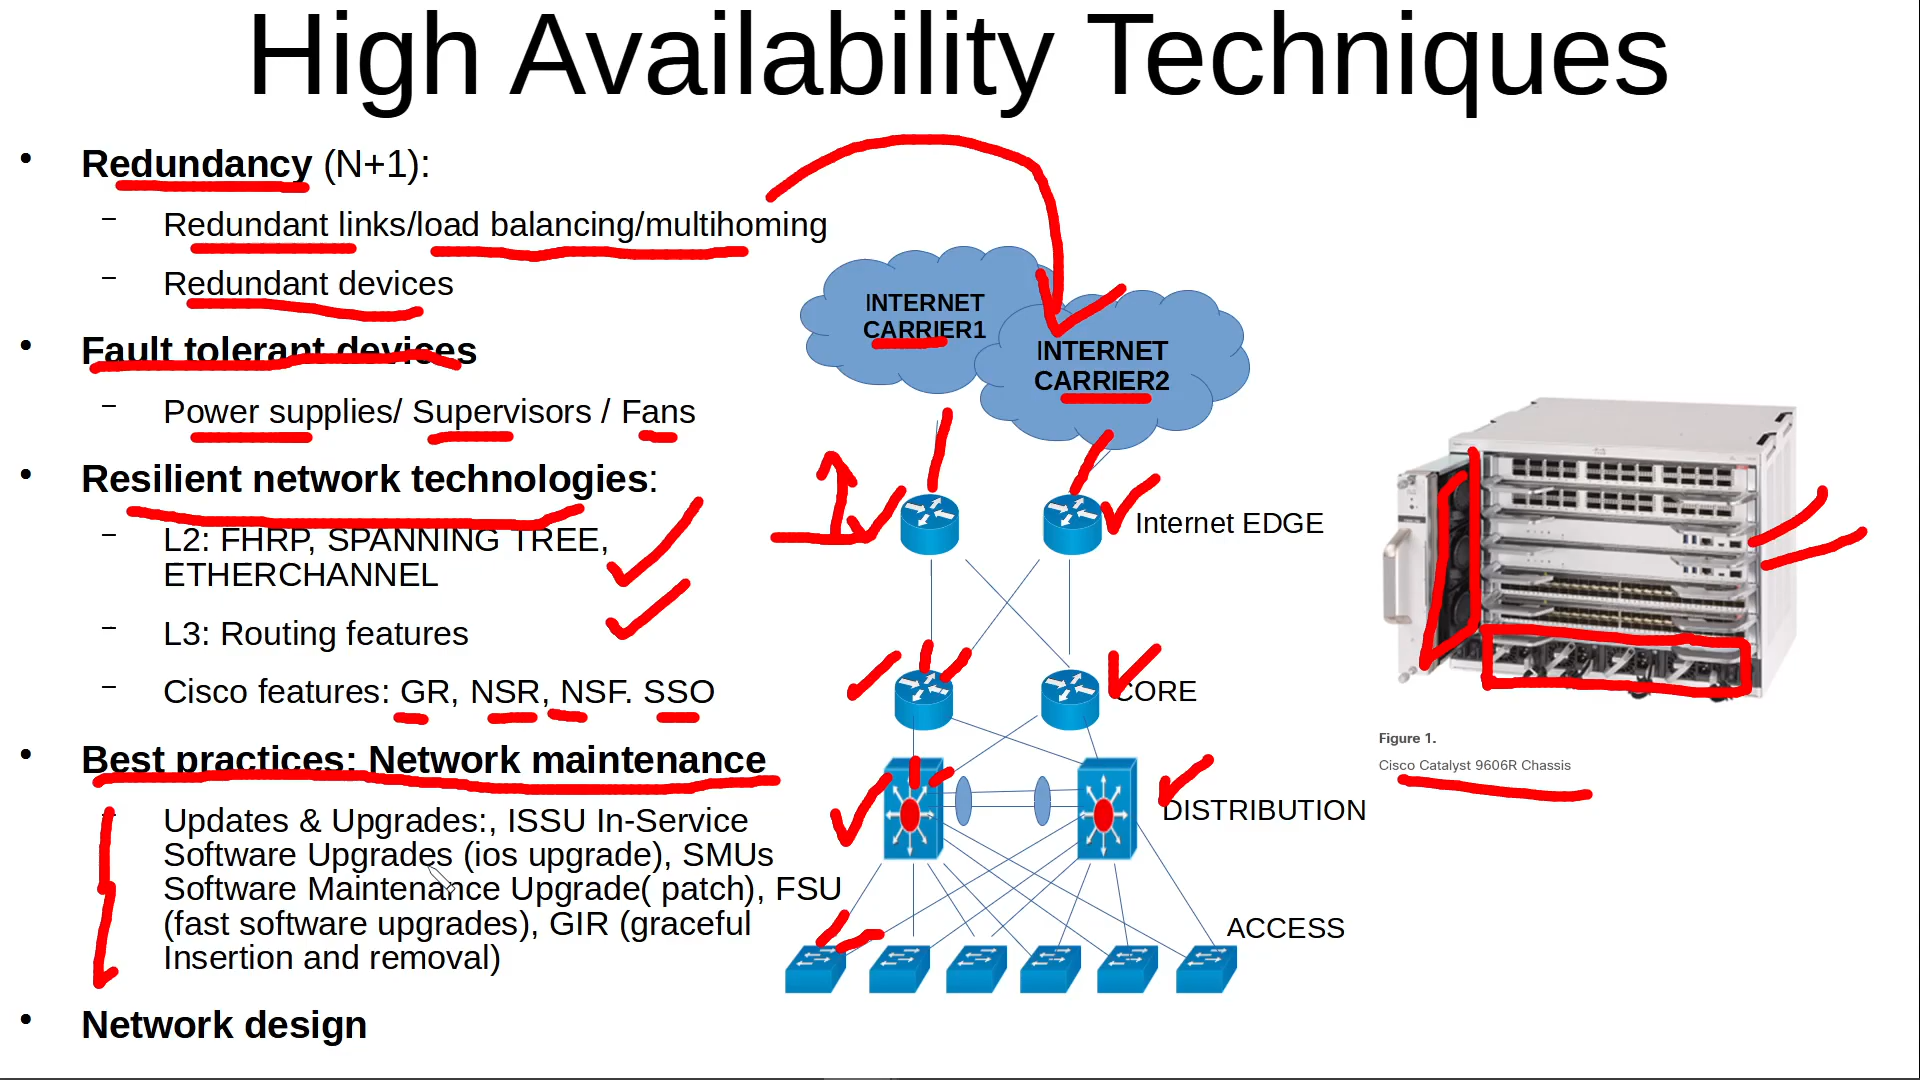 High Availability Techniques
• Redundancy (N+1):
– Redundant links/load balancing/multihoming
– Redundant devices
• Fault tolerant devices
– Power supplies/ Supervisors / Fans
• Resilient network technologies:
– L2: FHRP, SPANNING TREE,
ETHERCHANNEL
– L3: Routing features
– Cisco features: GR, NSR, NSF. SSO
• Best practices: Network maintenance
– Updates & Upgrades:, ISSU In-Service
Software Upgrades (ios upgrade), SMUs
Software Maintenance Upgrade( patch), FSU
(fast software upgrades), GIR (graceful
Insertion and removal)
• Network design
INTERNET
CARRIER1
INTERNET
CARRIER2
Internet EDGE
CORE
DISTRIBUTION
ACCESS
Figure 1.
Cisco Catalyst 9606R Chassis